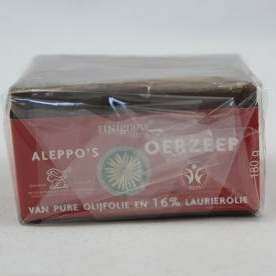 ALEPPO'S OERZEEP
180 g
VAN PURE OLIJFOLIE EN 16% LAURIEROLIE